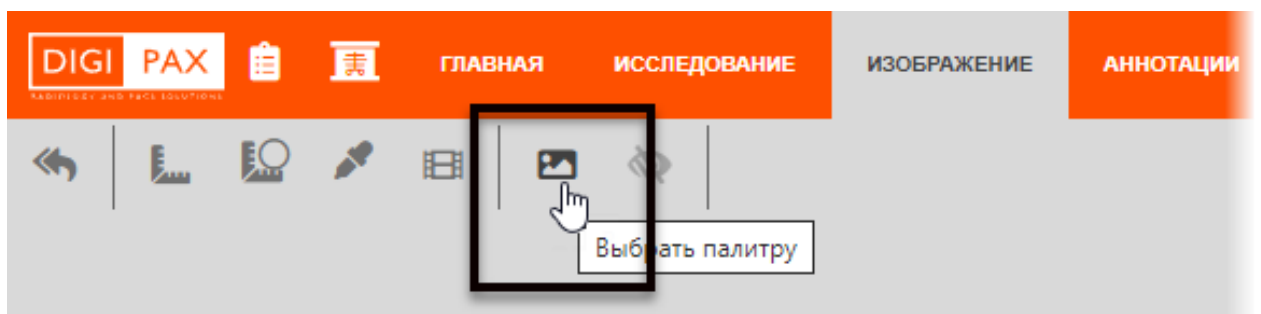 DIGI PAX
RADIOLOGY AND PACS SOLUTIONS
ГЛАВНАЯ
ИССЛЕДОВАНИЕ
ИЗОБРАЖЕНИЕ
АННОТАЦИИ
Выбрать палитру